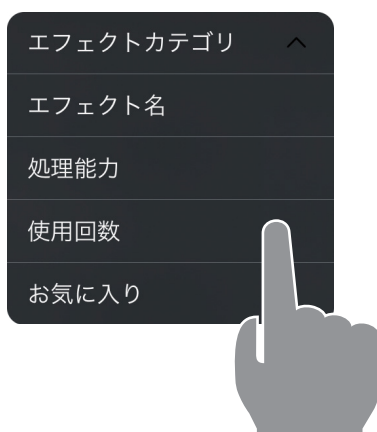 エフェクトカテゴリ
エフェクト名
処理能力
使用回数
お気に入り